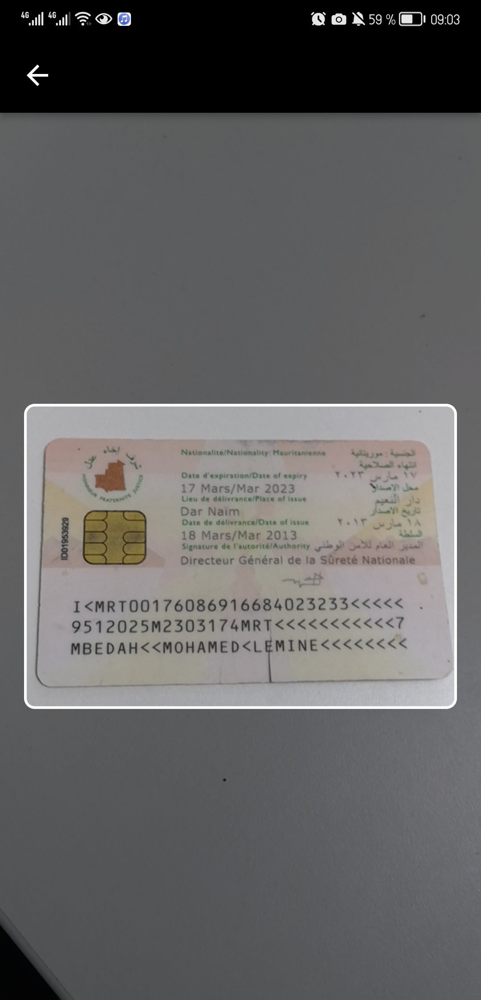 4G 4G 59 % 09:03
شرف إخاء عدل
HONNEUR FRATERNITE JUSTICE
Nationalité/Nationality: Mauritanienne الجنسية : موريتانية
انتهاء الصلاحية
Date d'expiration/Date of expiry ١٧ مارس ٢٠٢٣
17 Mars/Mar 2023 محل الاصدار
Lieu de délivrance/Place of issue دار النعيم
Dar Naïm تاريخ الاصدار
Date de délivrance/Date of issue ١٨ مارس ٢٠١٣
18 Mars/Mar 2013 السلطة
Signature de l'autorité/Authority المدير العام للأمن الوطني
Directeur Général de la Sûreté Nationale
ID01953929
I<MRT00176086916684023233<<<<<
9512025M2303174MRT<<<<<<<<<<<7
MBEDAH<<MOHAMED<LEMINE<<<<<<<<